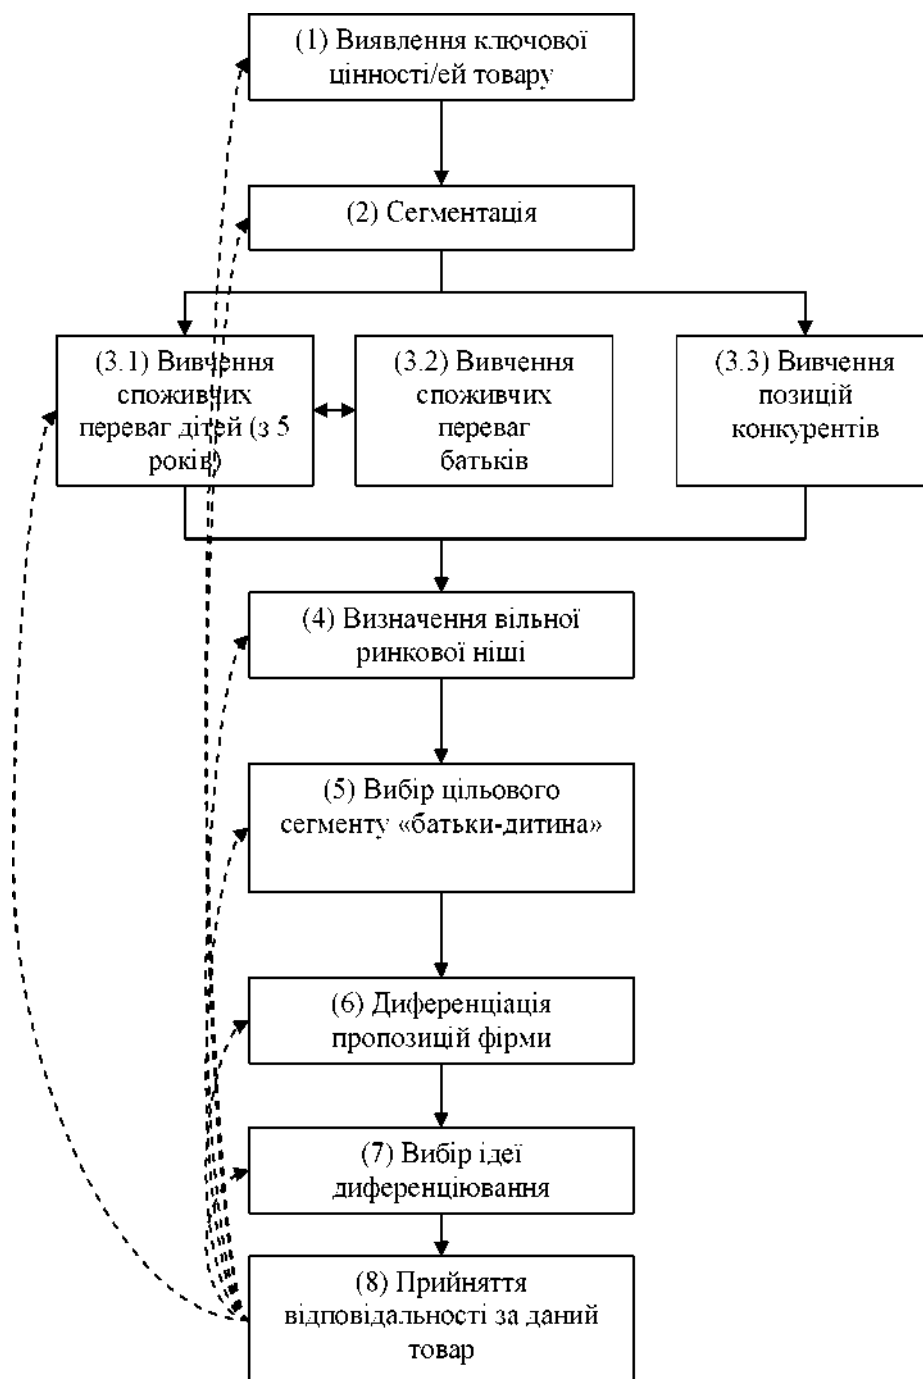 (1) Виявлення ключової
цінності/ей товару
(2) Сегментація
(3.1) Вивчення
споживчих
переваг дітей (з 5
років)
(3.2) Вивчення
споживчих
переваг
батьків
(3.3) Вивчення
позицій
конкурентів
(4) Визначення вільної
ринкової ніші
(5) Вибір цільового
сегменту «батьки-дитина»
(6) Диференціація
пропозицій фірми
(7) Вибір ідеї
диференціювання
(8) Прийняття
відповідальності за даний
товар